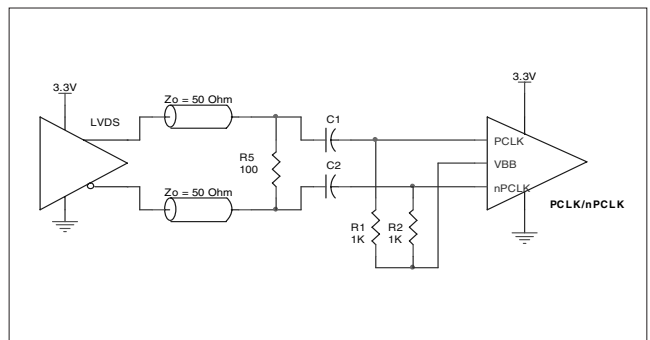 3.3V
LVDS
Zo = 50 Ohm
Zo = 50 Ohm
R5
100
C1
C2
R1
1K
R2
1K
3.3V
PCLK
VBB
nPCLK
PCLK/nPCLK